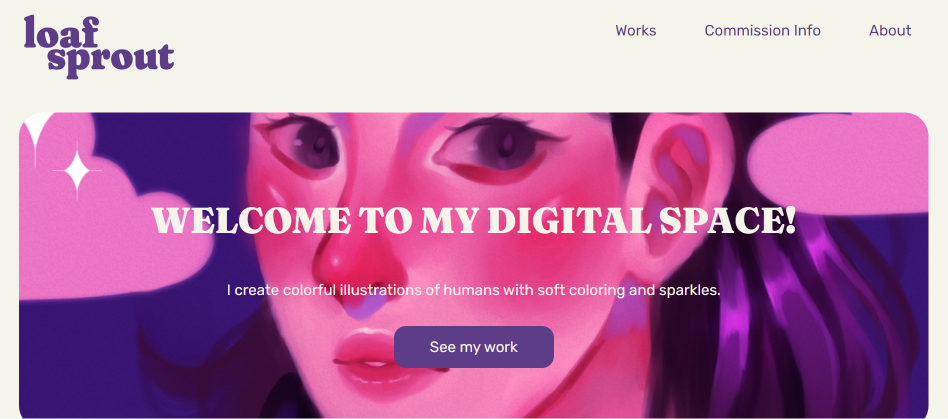 loaf
sprout
Works
Commission Info
About
WELCOME TO MY DIGITAL SPACE!
I create colorful illustrations of humans with soft coloring and sparkles.
See my work